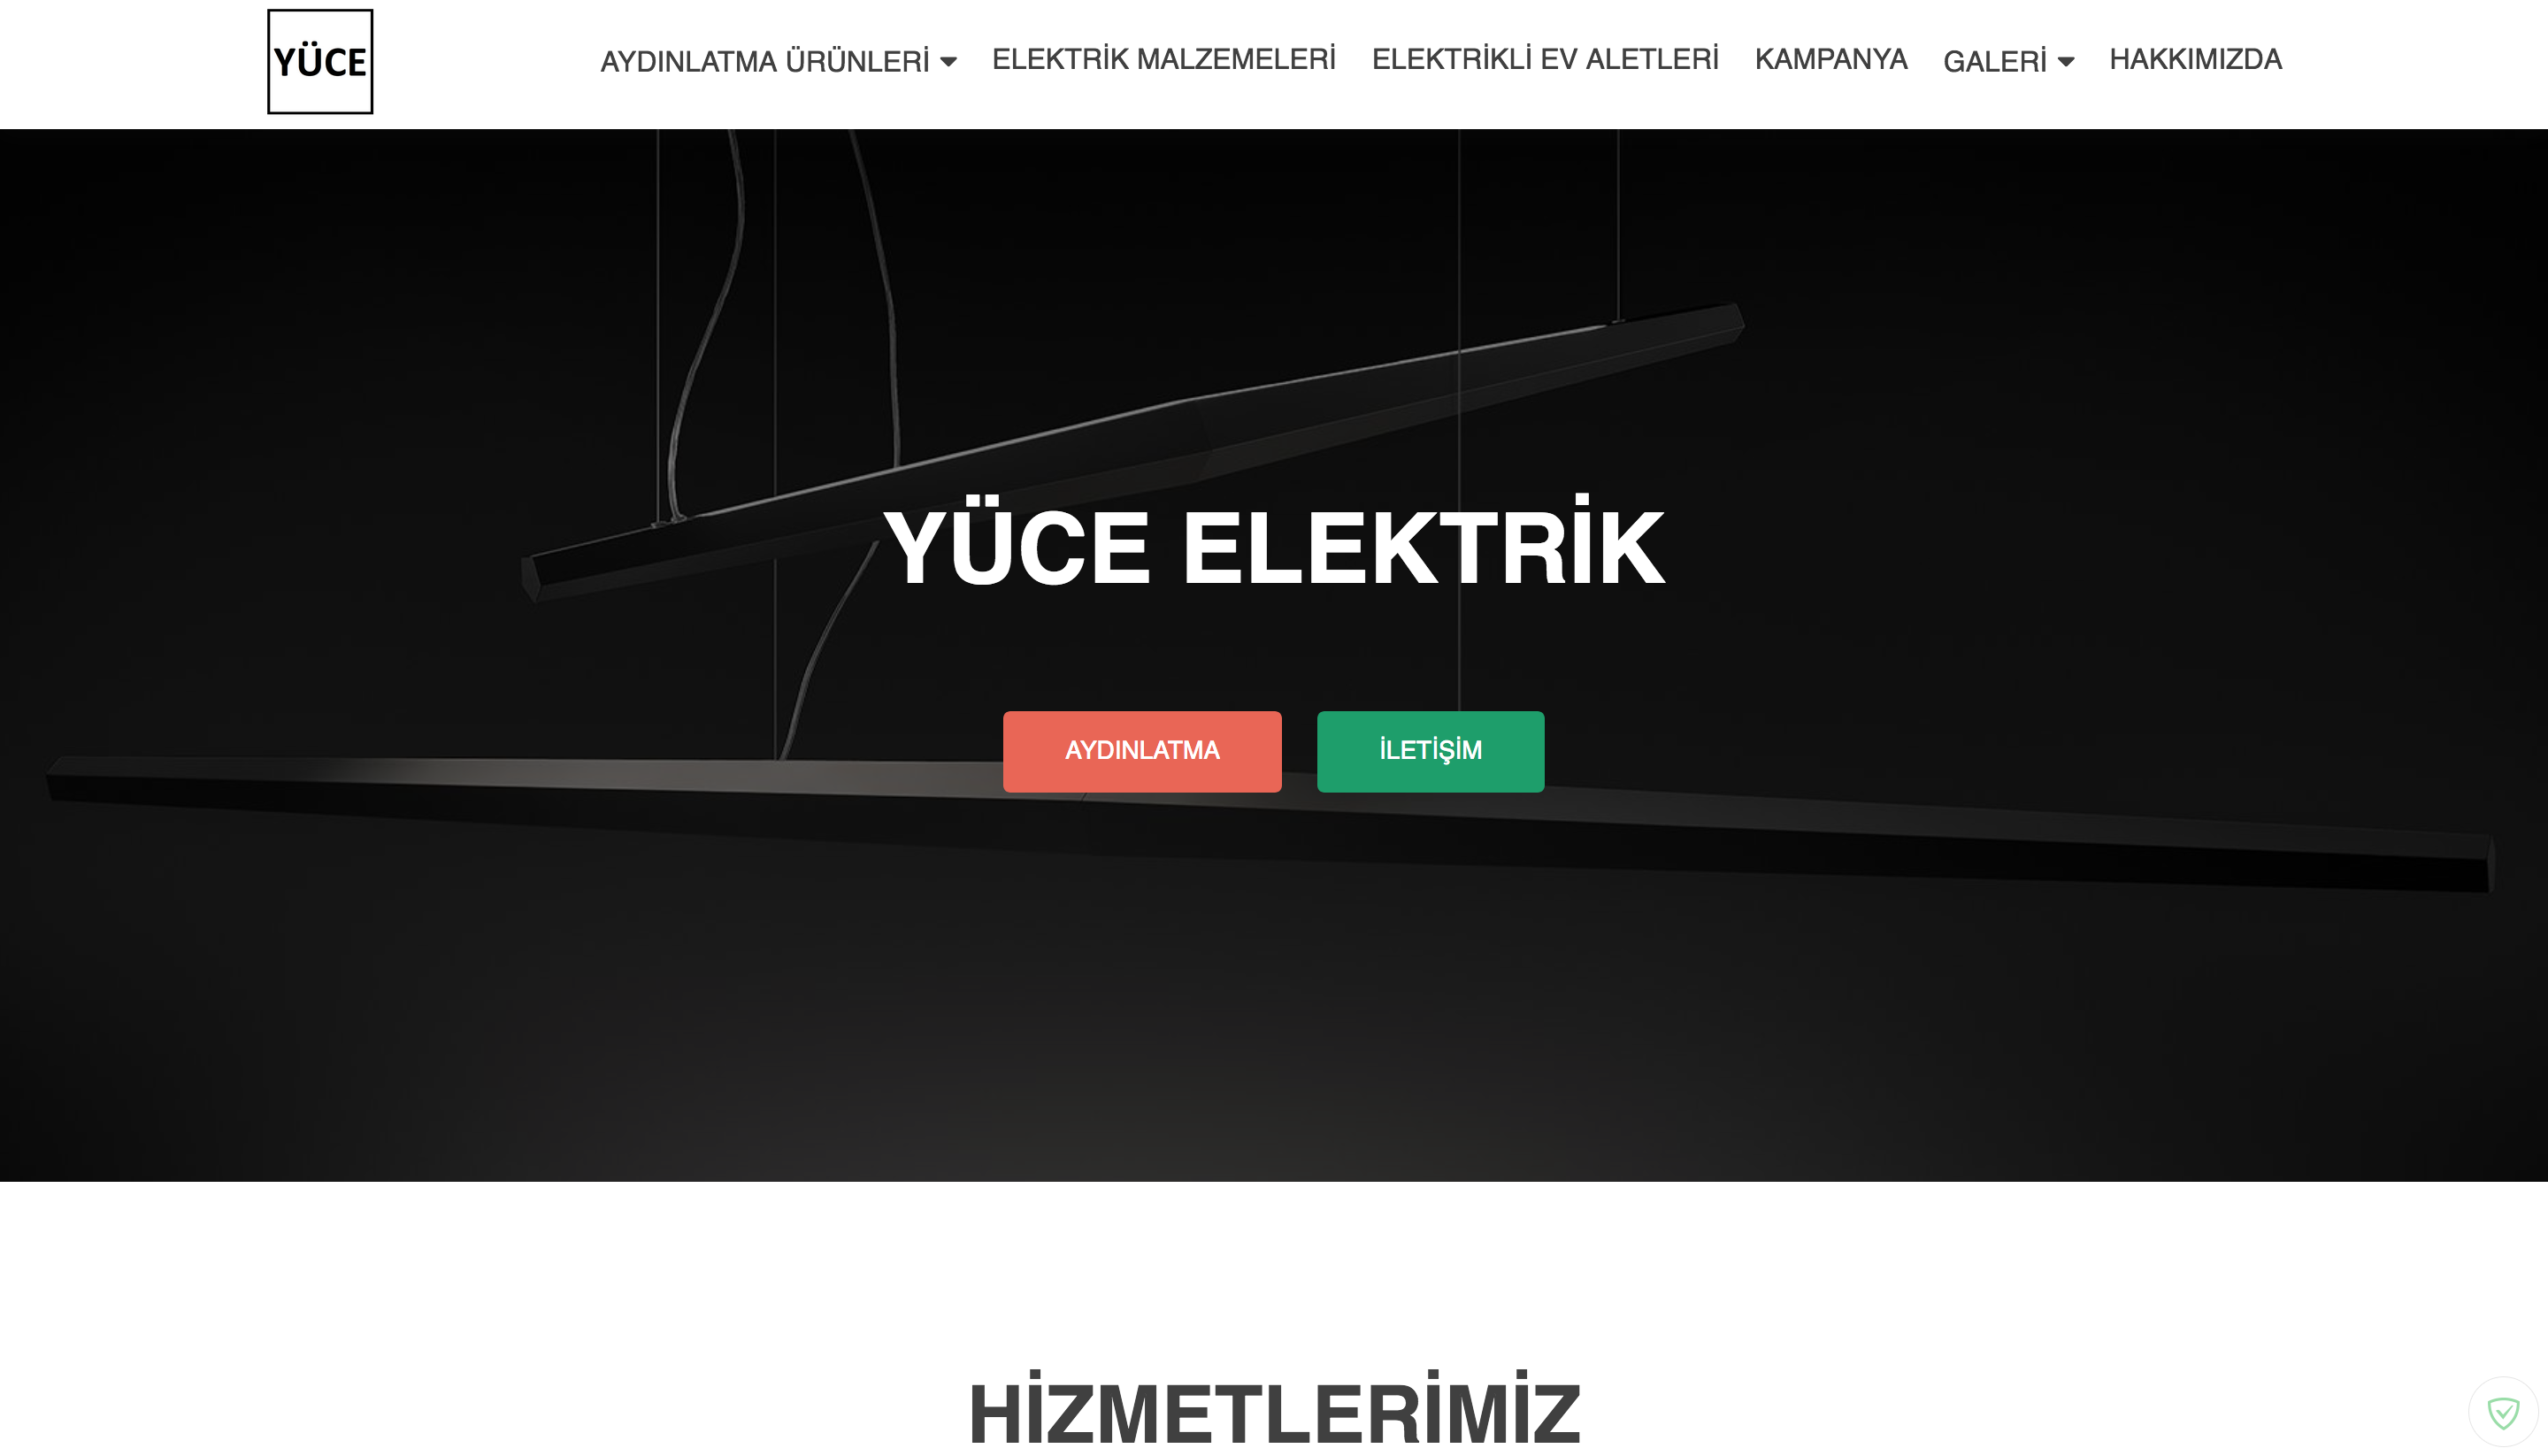 YÜCE
AYDINLATMA ÜRÜNLERİ
ELEKTRİK MALZEMELERİ
ELEKTRİKLİ EV ALETLERİ
KAMPANYA
GALERİ
HAKKIMIZDA
YÜCE ELEKTRİK
AYDINLATMA
İLETİŞİM
HİZMETLERİMİZ